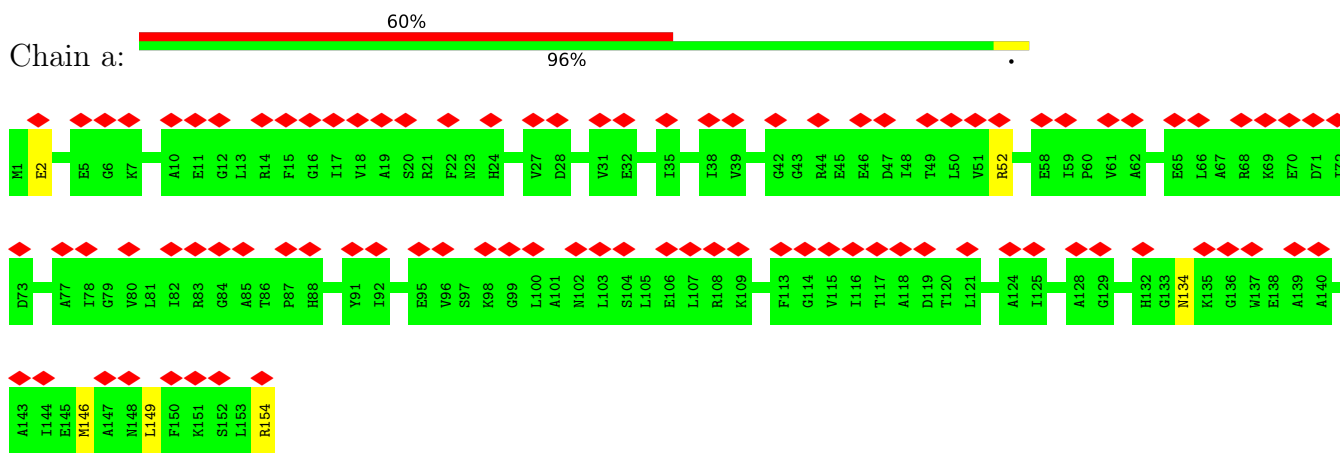 60%
Chain a:
96%
.
M1 E2 E5 G6 K7 A10 E11 G12 L13 R14 F15 G16 I17 V18 A19 S20 R21 F22 N23 H24 V27 D28 V31 E32 I35 I38 V39 G42 G43 R44 E45 E46 D47 I48 T49 L50 V51 R52 E58 I59 P60 V61 A62 E65 L66 A67 R68 K69 E70 D71 I72
D73 A77 I78 G79 V80 L81 I82 R83 G84 A85 T86 P87 H88 Y91 I92 E95 V96 S97 K98 G99 L100 A101 N102 L103 S104 L105 E106 L107 R108 K109 F113 G114 V115 I116 T117 A118 D119 T120 L121 A124 I125 A128 G129 H132 G133 N134 K135 G136 W137 E138 A139 A140
A143 I144 E145 M146 A147 N148 L149 F150 K151 S152 L153 R154